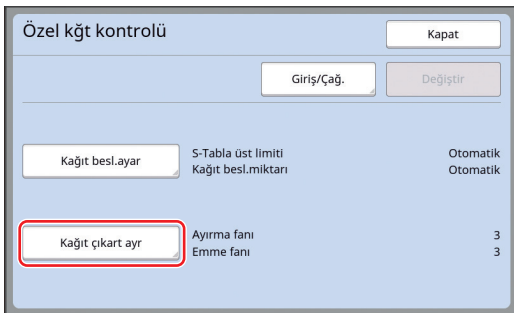 Özel kğt kontrolü
Kapat
Giriş/Çağ.
Değiştir
Kağıt besl.ayar
S-Tabla üst limiti Otomatik
Kağıt besl.miktarı Otomatik
Kağıt çıkart ayr
Ayırma fanı 3
Emme fanı 3